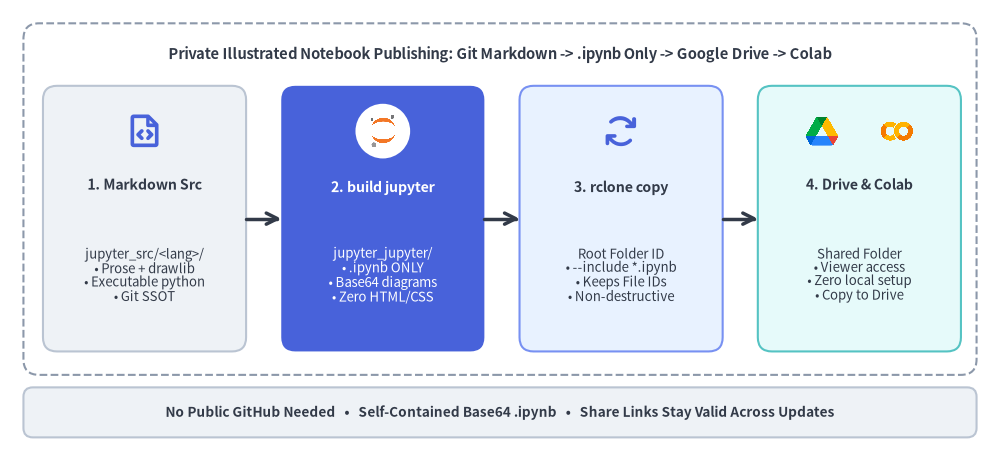 Private Illustrated Notebook Publishing: Git Markdown -> .ipynb Only -> Google Drive -> Colab
1. Markdown Src
jupyter_src/<lang>/
• Prose + drawlib
• Executable python
• Git SSOT
2. build jupyter
jupyter_jupyter/
• .ipynb ONLY
• Base64 diagrams
• Zero HTML/CSS
3. rclone copy
Root Folder ID
• --include *.ipynb
• Keeps File IDs
• Non-destructive
4. Drive & Colab
Shared Folder
• Viewer access
• Zero local setup
• Copy to Drive
No Public GitHub Needed • Self-Contained Base64 .ipynb • Share Links Stay Valid Across Updates